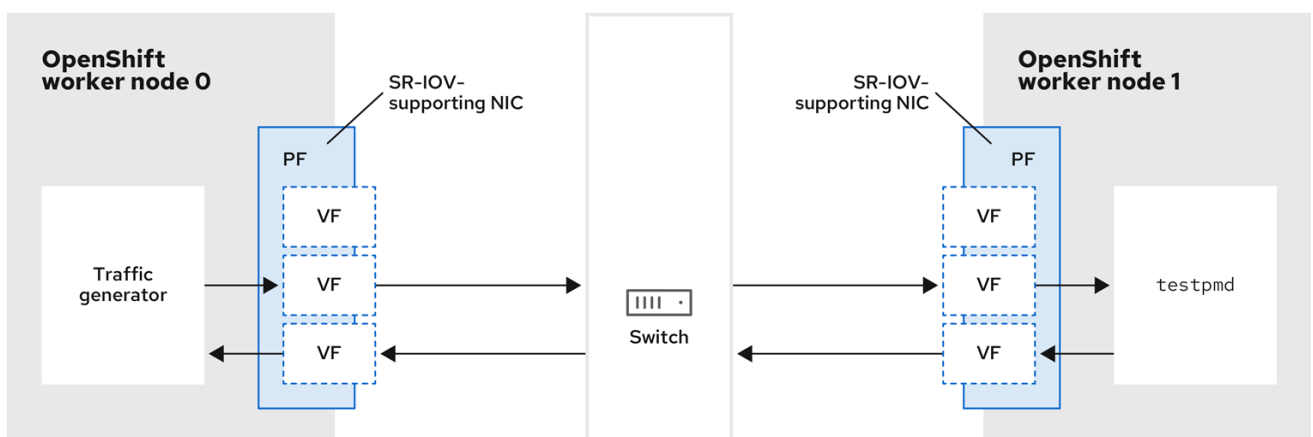 OpenShift
worker node 0
SR-IOV-
supporting NIC
SR-IOV-
supporting NIC
OpenShift
worker node 1
PF
PF
VF
VF
Traffic
generator
VF
VF
testpmd
Switch
VF
VF